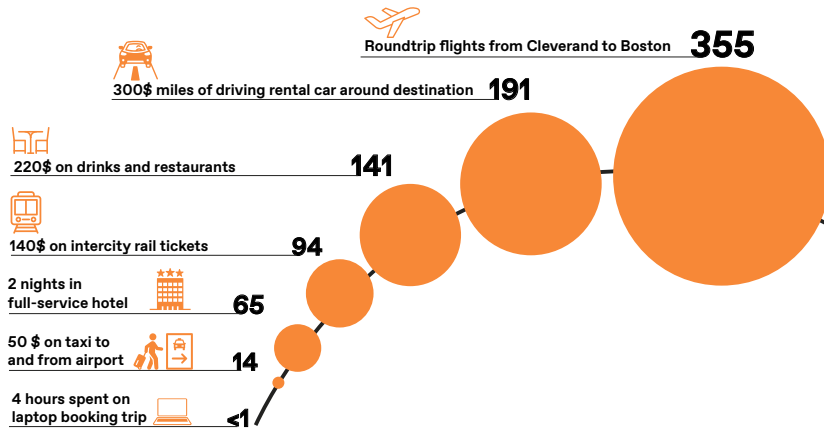 Roundtrip flights from Cleverand to Boston 355
300$ miles of driving rental car around destination 191
220$ on drinks and restaurants 141
140$ on intercity rail tickets 94
2 nights in
full-service hotel 65
50 $ on taxi to
and from airport 14
4 hours spent on
laptop booking trip <1